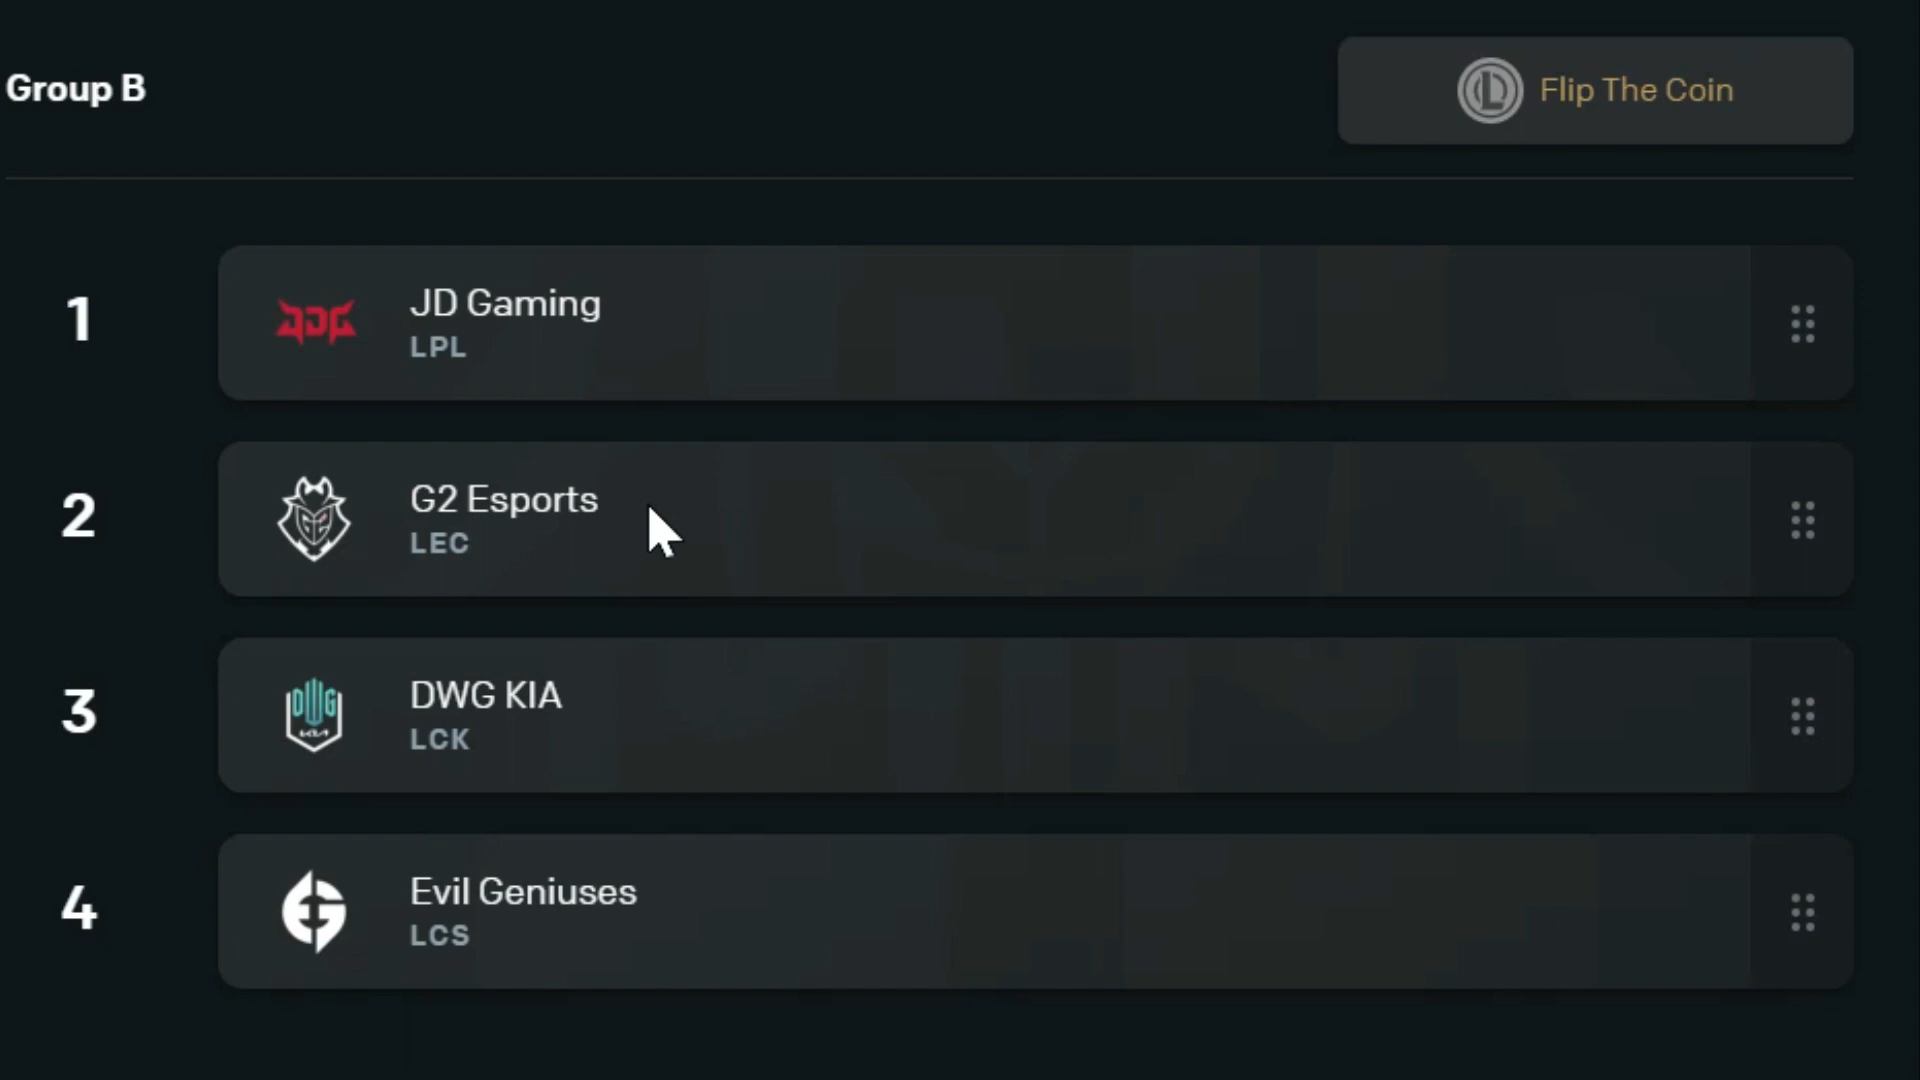 Group B
Flip The Coin
1
JD Gaming
LPL
2
G2 Esports
LEC
3
DWG KIA
LCK
4
Evil Geniuses
LCS